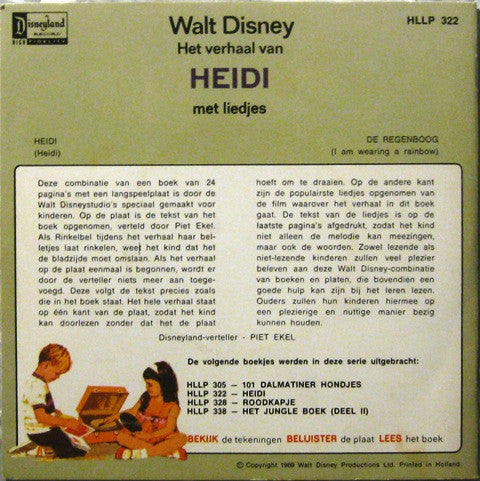 Disneyland
RECORD
HIGH FIDELITY
Walt Disney
HLLP 322
Het verhaal van
HEIDI
met liedjes
HEIDI
(Heidi)
DE REGENBOOG
(I am wearing a rainbow)
Deze combinatie van een boek van 24
pagina's met een langspeelplaat is door de
Walt Disneystudio's speciaal gemaakt voor
kinderen. Op de plaat is de tekst van het
boek opgenomen, verteld door Piet Ekel.
Als Rinkelbel tijdens het verhaal haar bel-
letjes laat rinkelen, weet het kind dat het
de bladzijde moet omslaan. Als het verhaal
op de plaat eenmaal is begonnen, wordt er
door de verteller niets meer aan toege-
voegd. Deze volgt de tekst precies zoals
die in het boek staat. Het hele verhaal staat
op één kant van de plaat, zodat het kind
kan doorlezen zonder dat het de plaat
hoeft om te draaien. Op de andere kant
zijn de populairste liedjes opgenomen van
de film waarover het verhaal in dit boek
gaat. De tekst van de liedjes is op de
laatste pagina's afgedrukt, zodat het kind
niet alleen de melodie kan meezingen,
maar ook de woorden. Zowel lezende als
niet-lezende kinderen zullen veel plezier
beleven aan deze Walt Disney-combinatie
van boeken en platen, die bovendien een
goede hulp kan zijn bij het leren lezen.
Ouders zullen hun kinderen hiermee op
een plezierige en nuttige manier bezig
kunnen houden.
Disneyland-verteller - PIET EKEL
De volgende boekjes werden in deze serie uitgebracht:
HLLP 305 — 101 DALMATINER HONDJES
HLLP 322 — HEIDI
HLLP 328 — ROODKAPJE
HLLP 338 — HET JUNGLE BOEK (DEEL II)
BEKIJK de tekeningen BELUISTER de plaat LEES het boek
© Copyright 1969 Walt Disney Productions Ltd. Printed in Holland.